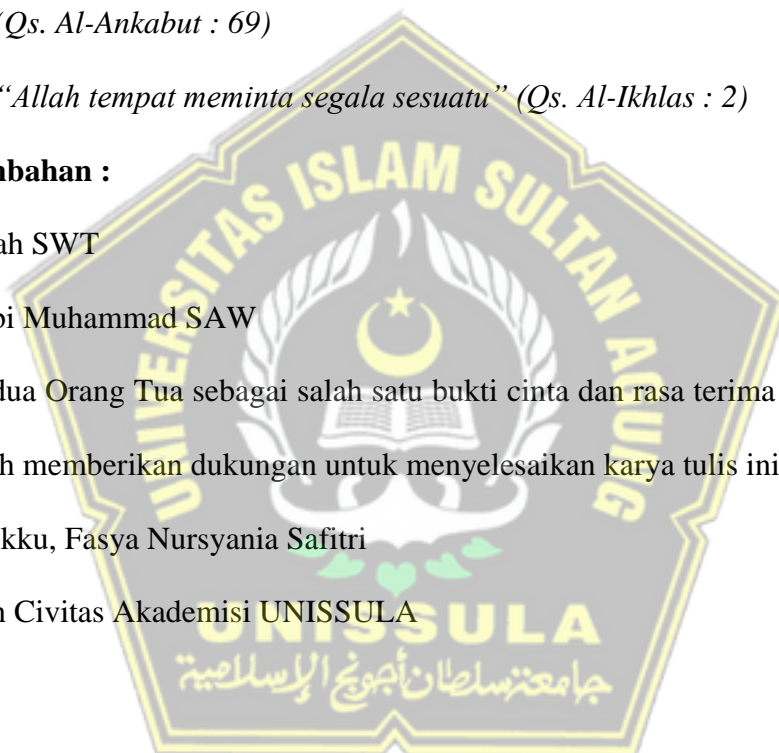 (Qs. Al-Ankabut : 69)
“Allah tempat meminta segala sesuatu” (Qs. Al-Ikhlas : 2)
nbahan :
ah SWT
bi Muhammad SAW
dua Orang Tua sebagai salah satu bukti cinta dan rasa terima
h memberikan dukungan untuk menyelesaikan karya tulis ini
kku, Fasya Nursyania Safitri
n Civitas Akademisi UNISSULA
UNIVERSITAS ISLAM SULTAN AGUNG
UNISSULA
جامعة سلطان أجونج الإسلامية